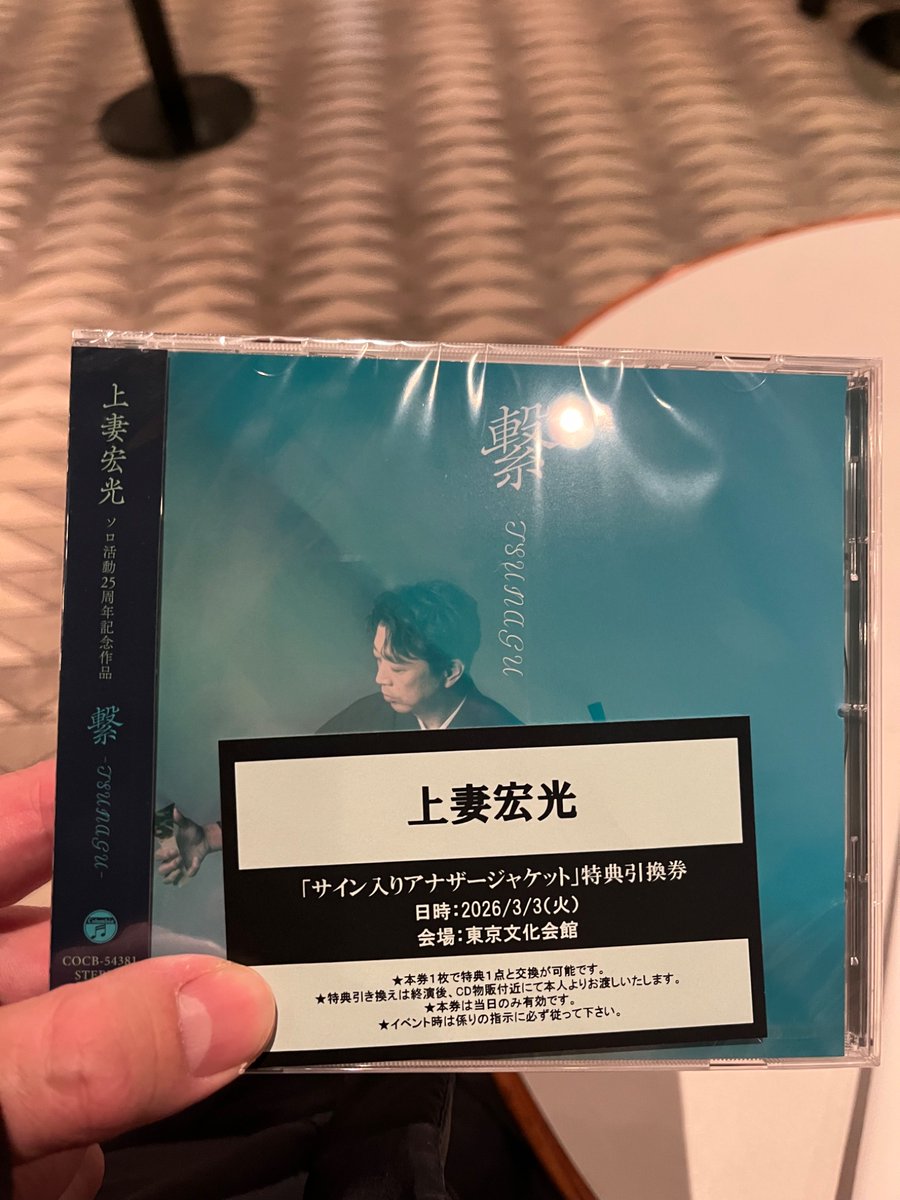 上妻宏光 ソロ活動25周年記念作品 繋 -Tsunagu-
Columbia
COCB-54381
繋
Tsunagu
上妻宏光
「サイン入りアナザージャケット」特典引換券
日時：2026/3/3(火)
会場：東京文化会館
★本券1枚で特典1点と交換が可能です。
★特典引き換えは終演後、CD物販付近にて本人よりお渡しいたします。
★本券は当日のみ有効です。
★イベント時は係りの指示に必ず従って下さい。